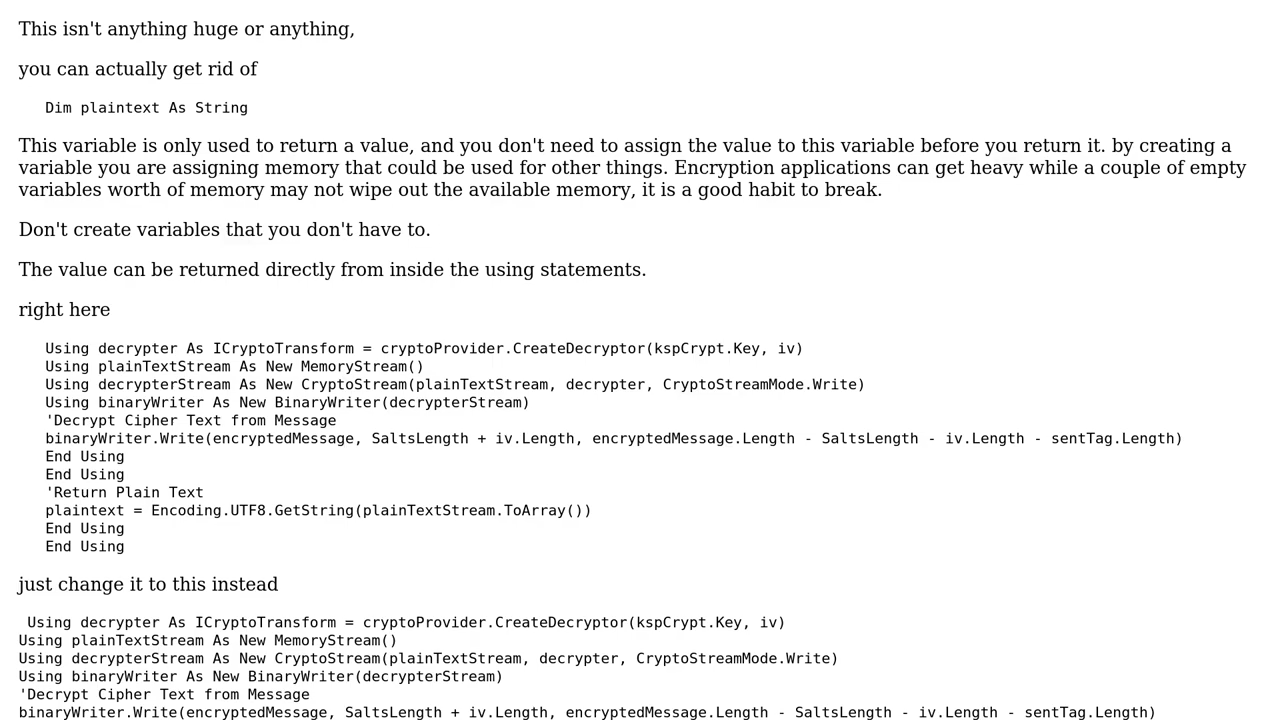 This isn't anything huge or anything,
you can actually get rid of
Dim plaintext As String
This variable is only used to return a value, and you don't need to assign the value to this variable before you return it. by creating a
variable you are assigning memory that could be used for other things. Encryption applications can get heavy while a couple of empty
variables worth of memory may not wipe out the available memory, it is a good habit to break.
Don't create variables that you don't have to.
The value can be returned directly from inside the using statements.
right here
Using decrypter As ICryptoTransform = cryptoProvider.CreateDecryptor(kspCrypt.Key, iv)
Using plainTextStream As New MemoryStream()
Using decrypterStream As New CryptoStream(plainTextStream, decrypter, CryptoStreamMode.Write)
Using binaryWriter As New BinaryWriter(decrypterStream)
'Decrypt Cipher Text from Message
binaryWriter.Write(encryptedMessage, SaltsLength + iv.Length, encryptedMessage.Length - SaltsLength - iv.Length - sentTag.Length)
End Using
End Using
'Return Plain Text
plaintext = Encoding.UTF8.GetString(plainTextStream.ToArray())
End Using
End Using
just change it to this instead
Using decrypter As ICryptoTransform = cryptoProvider.CreateDecryptor(kspCrypt.Key, iv)
Using plainTextStream As New MemoryStream()
Using decrypterStream As New CryptoStream(plainTextStream, decrypter, CryptoStreamMode.Write)
Using binaryWriter As New BinaryWriter(decrypterStream)
'Decrypt Cipher Text from Message
binaryWriter.Write(encryptedMessage, SaltsLength + iv.Length, encryptedMessage.Length - SaltsLength - iv.Length - sentTag.Length)